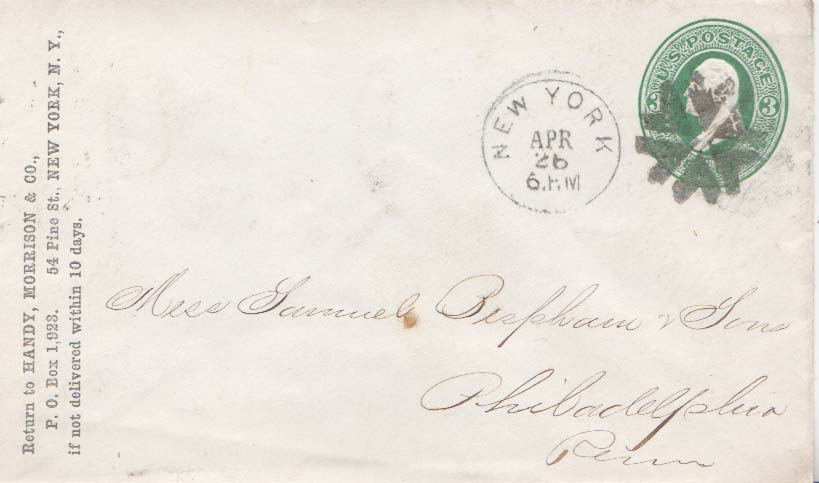 Return to HANDY, MORRISON & CO.,
P. O. Box 1,923. 54 Pine St., NEW YORK, N. Y.,
if not delivered within 10 days.
NEW YORK
APR
26
6.P.M
U.S. POSTAGE
3 3
Mess Samuel Bispham & Sons
Philadelphia
Penn